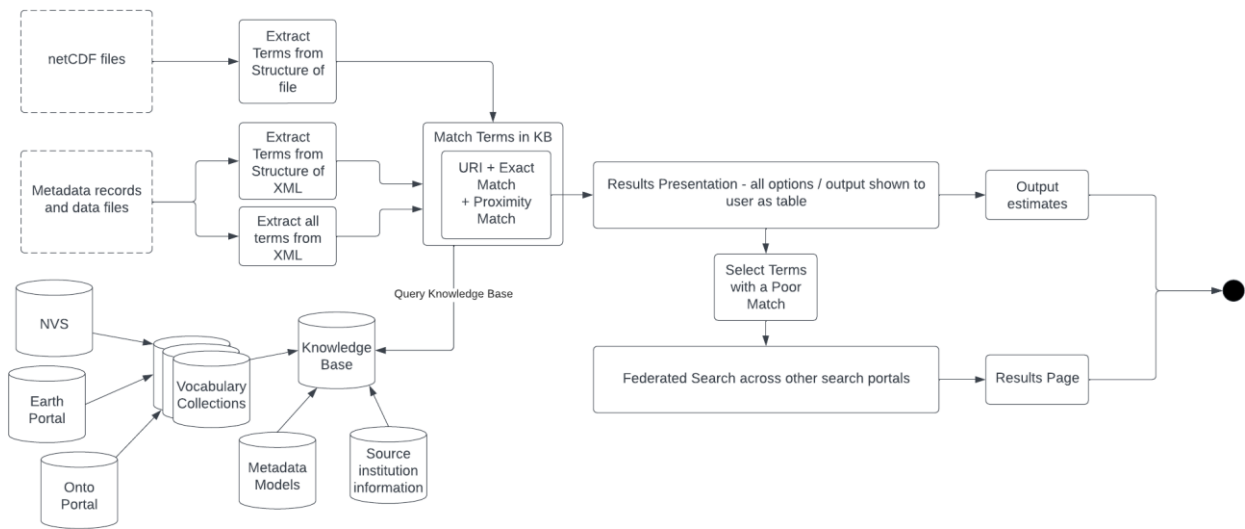 netCDF files
Extract
Terms from
Structure of
file
Metadata records
and data files
Extract
Terms from
Structure of
XML
Extract all
terms from
XML
Match Terms in KB
URI + Exact
Match
+ Proximity
Match
Results Presentation - all options / output shown to
user as table
Output
estimates
Select Terms
with a Poor
Match
Federated Search across other search portals
Results Page
Query Knowledge Base
NVS
Earth
Portal
Onto
Portal
Vocabulary
Collections
Knowledge
Base
Metadata
Models
Source
institution
information